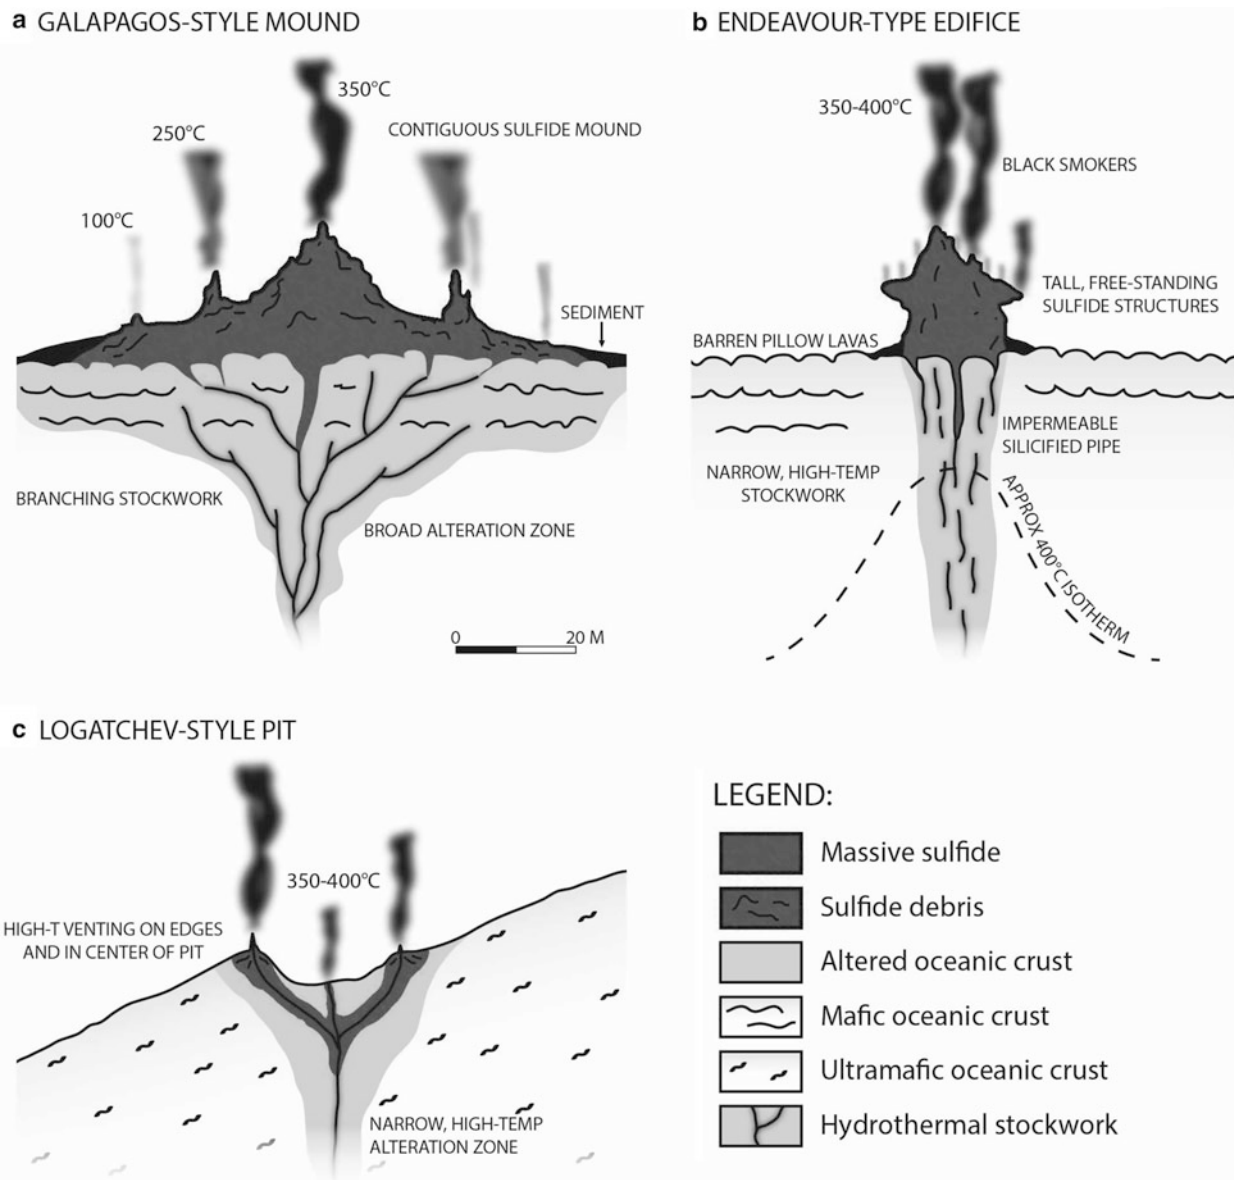 a GALAPAGOS-STYLE MOUND
350°C
250°C
CONTIGUOUS SULFIDE MOUND
100°C
SEDIMENT
BRANCHING STOCKWORK
BROAD ALTERATION ZONE
0 20 M
b ENDEAVOUR-TYPE EDIFICE
350-400°C
BLACK SMOKERS
TALL, FREE-STANDING
SULFIDE STRUCTURES
BARREN PILLOW LAVAS
IMPERMEABLE
SILICIFIED PIPE
NARROW, HIGH-TEMP
STOCKWORK
APPROX 400°C ISOTHERM
c LOGATCHEV-STYLE PIT
350-400°C
HIGH-T VENTING ON EDGES
AND IN CENTER OF PIT
NARROW, HIGH-TEMP
ALTERATION ZONE
LEGEND:
Massive sulfide
Sulfide debris
Altered oceanic crust
Mafic oceanic crust
Ultramafic oceanic crust
Hydrothermal stockwork